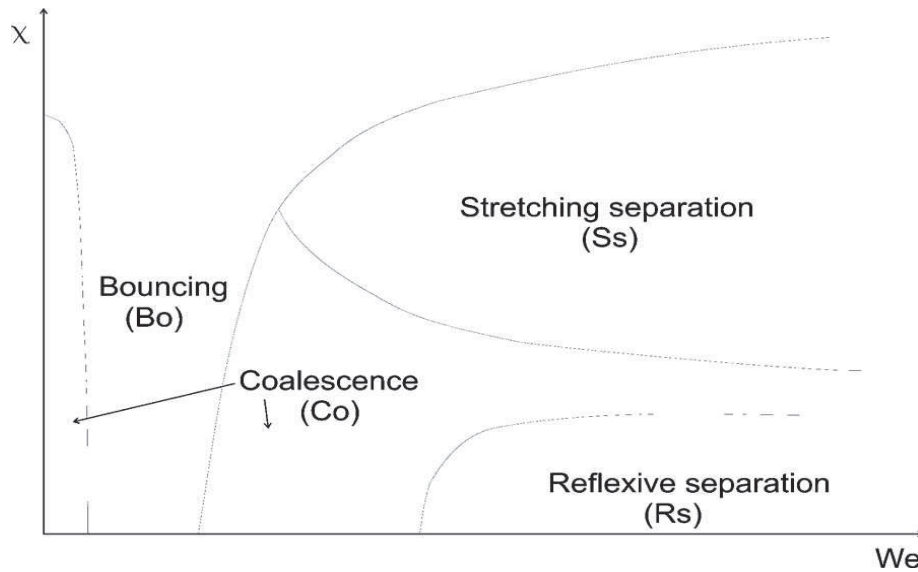 χ
Stretching separation
(Ss)
Bouncing
(Bo)
Coalescence
(Co)
Reflexive separation
(Rs)
We